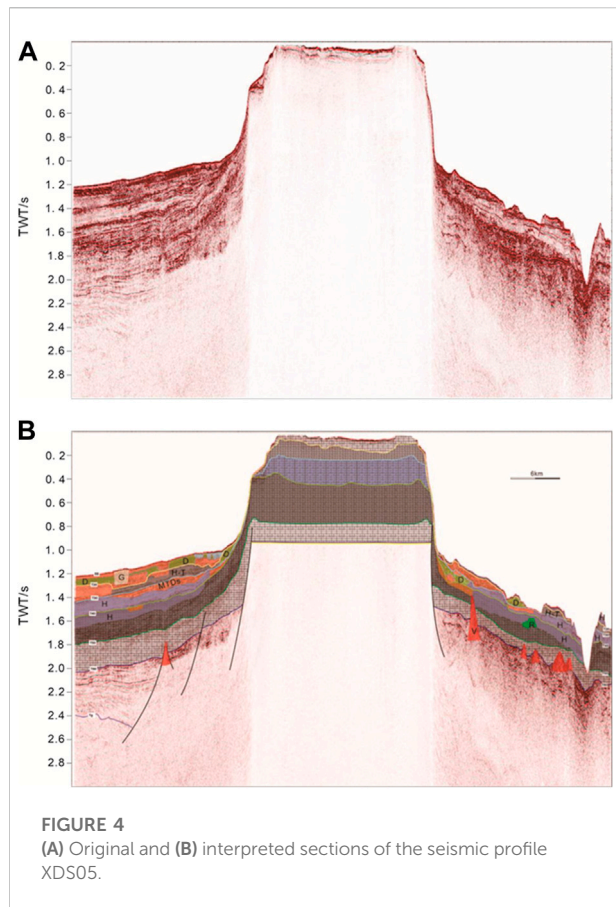 A
0. 2
0. 4
0. 6
0. 8
1. 0
1. 2
1. 4
1. 6
1. 8
2. 0
2. 2
2. 4
2. 6
2. 8
TWT/s
B
0. 2
0. 4
0. 6
0. 8
1. 0
1. 2
1. 4
1. 6
1. 8
2. 0
2. 2
2. 4
2. 6
2. 8
TWT/s
6km
D
G
D
H-T
D
MTDs
H
H
D
D
H-T
H
R
H
H
V
FIGURE 4
(A) Original and (B) interpreted sections of the seismic profile
XDS05.